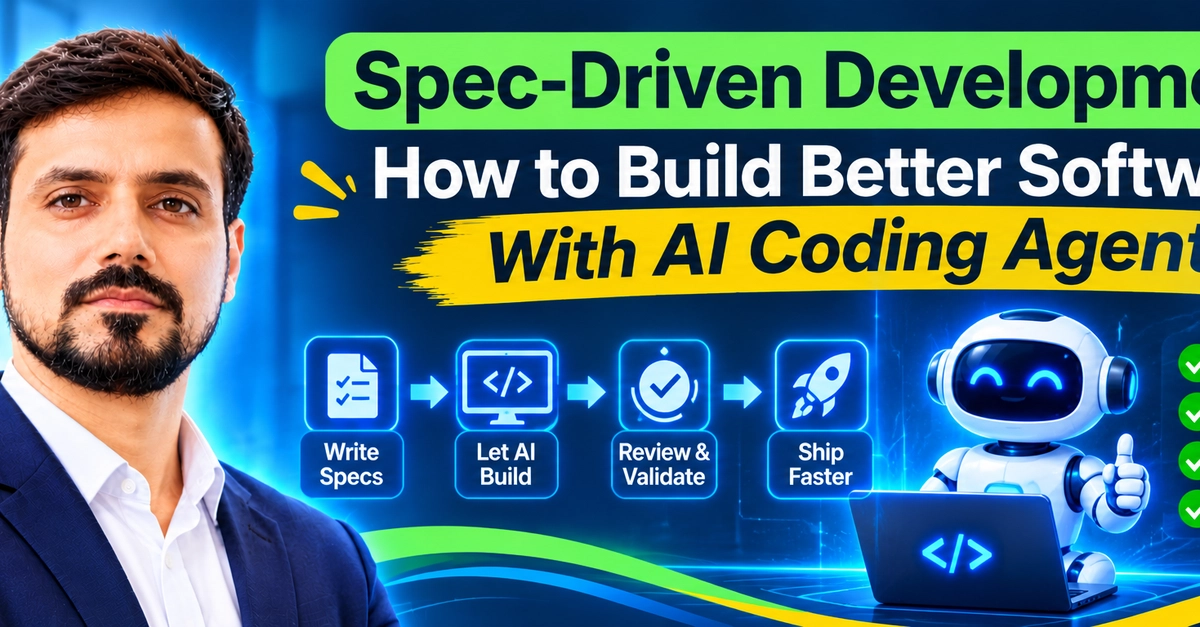 Spec-Driven Developme
How to Build Better Softw
With AI Coding Agent
</>
Write
Specs
Let AI
Build
Review &
Validate
Ship
Faster
</>